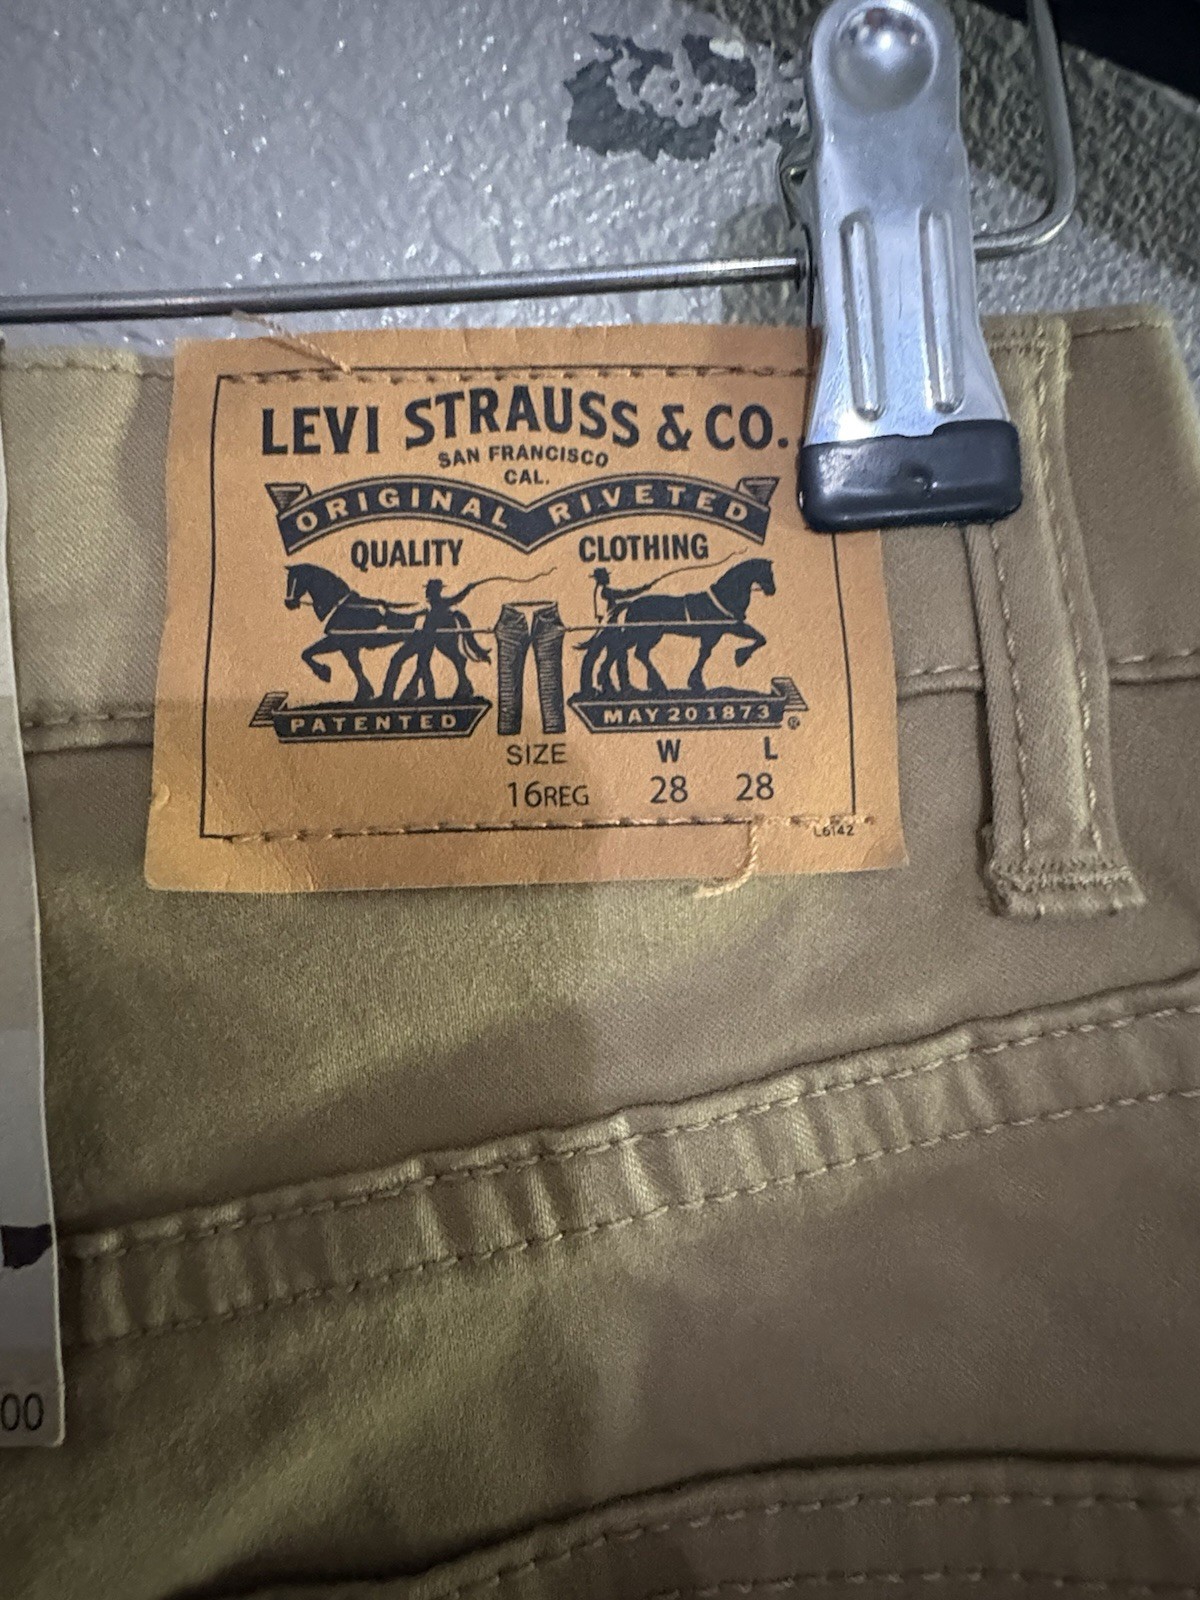 LEVI STRAUSS & CO.
SAN FRANCISCO
CAL.
ORIGINAL RIVETED
QUALITY CLOTHING
PATENTED MAY 20 1873 ®
SIZE W L
16REG 28 28
L6142
00